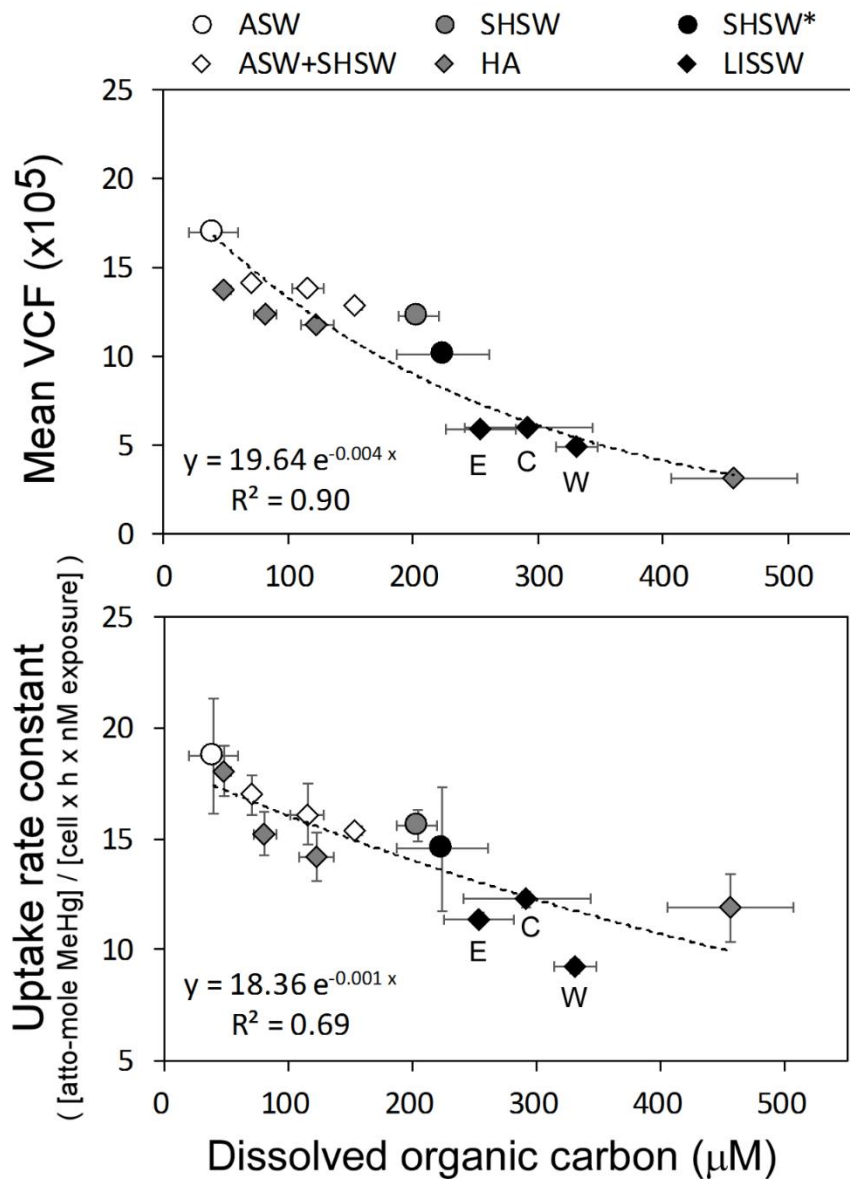 ASW SHSW SHSW*
ASW+SHSW HA LISSW
Mean VCF (x10⁵)
25
20
15
10
5
0
E C W
y = 19.64 e⁻⁰·⁰⁰⁴ ˣ
R² = 0.90
0 100 200 300 400 500
Uptake rate constant
( [atto-mole MeHg] / [cell x h x nM exposure] )
25
20
15
10
5
E C W
y = 18.36 e⁻⁰·⁰⁰¹ ˣ
R² = 0.69
0 100 200 300 400 500
Dissolved organic carbon (μM)